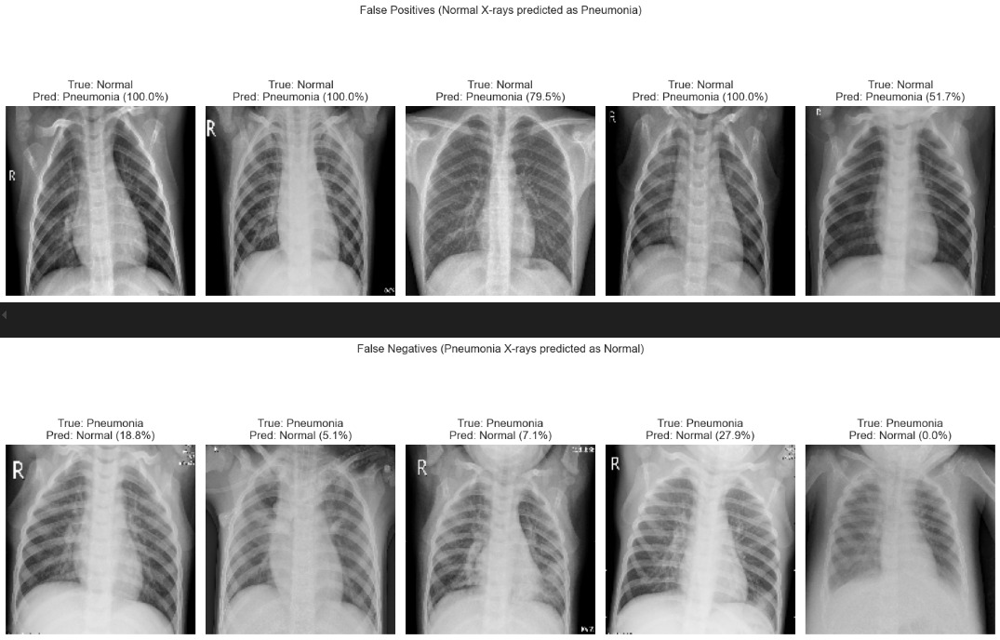 False Positives (Normal X-rays predicted as Pneumonia)
True: Normal
Pred: Pneumonia (100.0%)
True: Normal
Pred: Pneumonia (100.0%)
True: Normal
Pred: Pneumonia (79.5%)
True: Normal
Pred: Pneumonia (100.0%)
True: Normal
Pred: Pneumonia (51.7%)
R
R
R
False Negatives (Pneumonia X-rays predicted as Normal)
True: Pneumonia
Pred: Normal (18.8%)
True: Pneumonia
Pred: Normal (5.1%)
True: Pneumonia
Pred: Normal (7.1%)
True: Pneumonia
Pred: Normal (27.9%)
True: Pneumonia
Pred: Normal (0.0%)
R
R
R